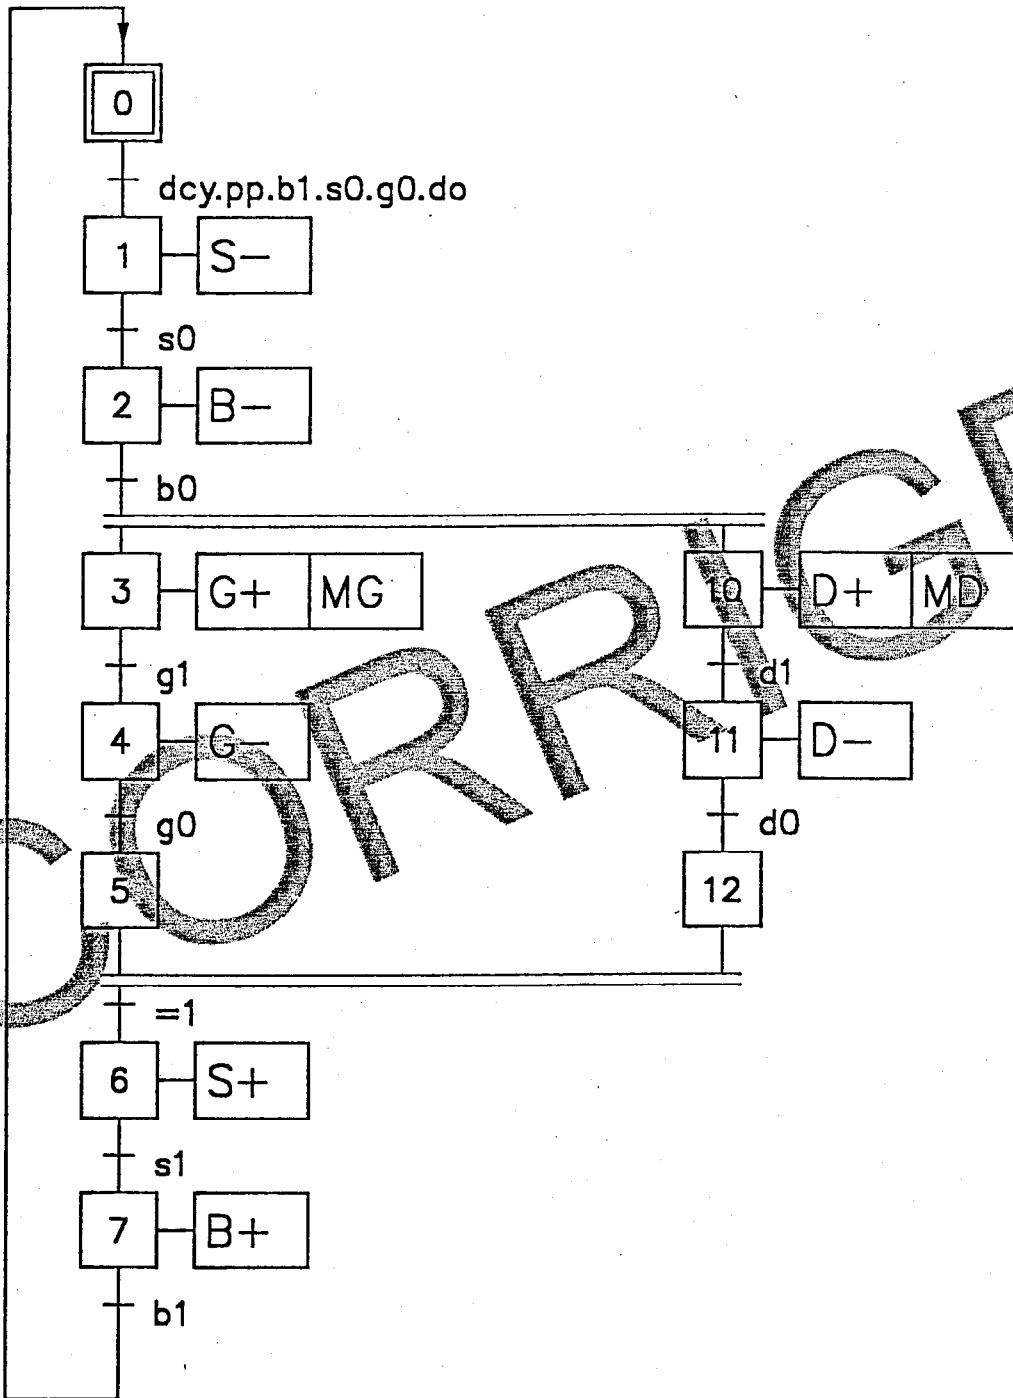 0
dcy.pp.b1.s0.g0.do
1 S−
s0
2 B−
b0
3 G+ MG 10 D+ MD
g1 d1
4 G− 11 D−
g0 d0
5 12
=1
6 S+
s1
7 B+
b1
CORRIGE